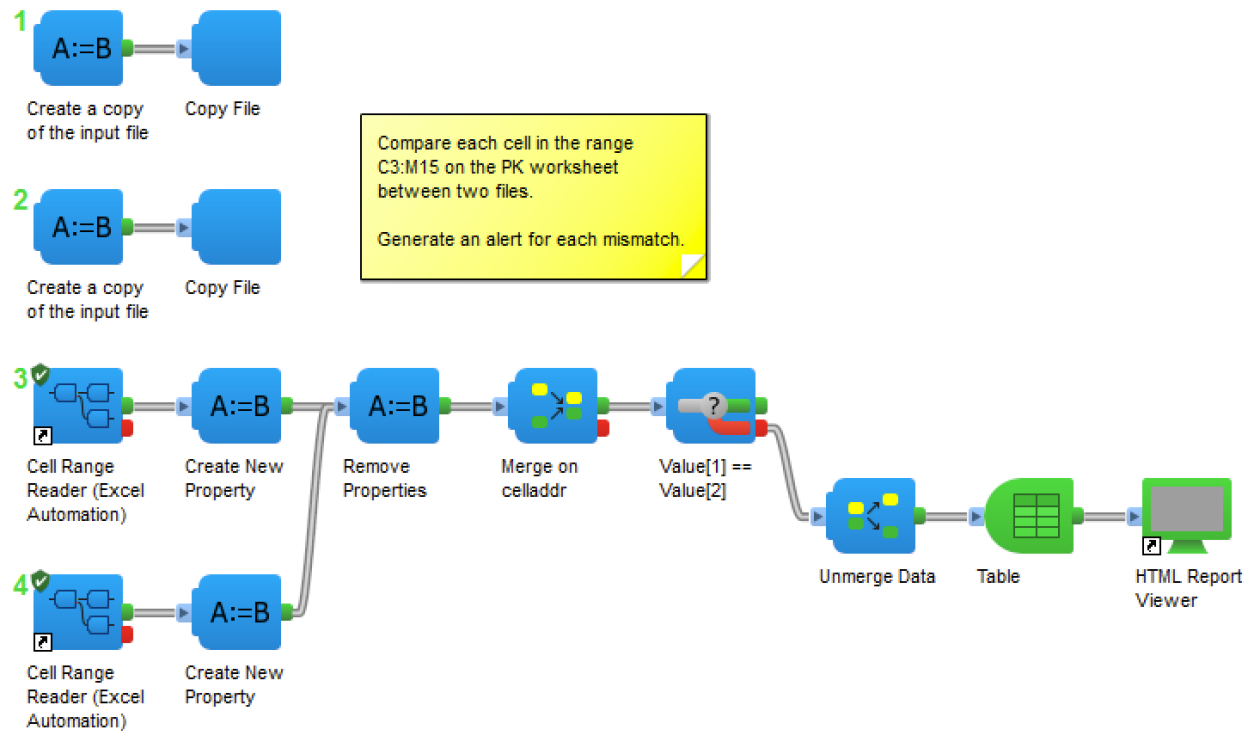 1
A:=B
Create a copy
of the input file
Copy File
Compare each cell in the range
C3:M15 on the PK worksheet
between two files.
Generate an alert for each mismatch.
2
A:=B
Create a copy
of the input file
Copy File
3
Cell Range
Reader (Excel
Automation)
A:=B
Create New
Property
A:=B
Remove
Properties
Merge on
celladdr
?
Value[1] ==
Value[2]
Unmerge Data
Table
HTML Report
Viewer
4
Cell Range
Reader (Excel
Automation)
A:=B
Create New
Property